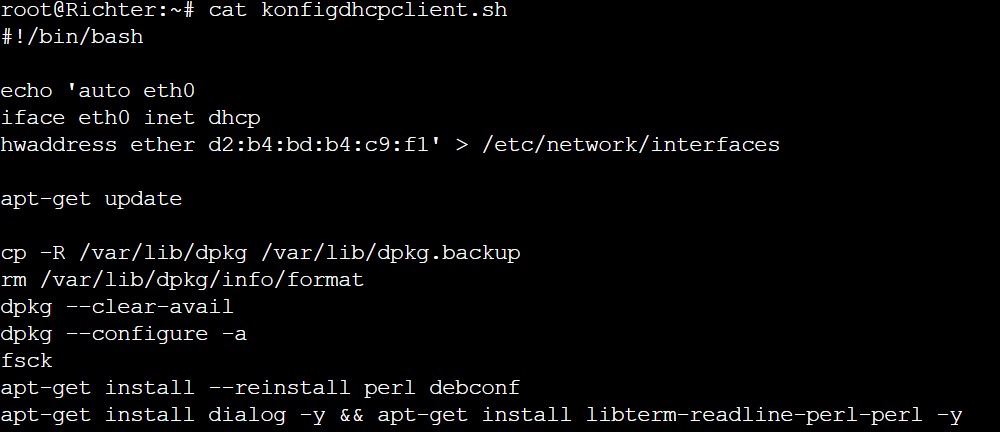 root@Richter:~# cat konfigdhcpclient.sh
#!/bin/bash
echo 'auto eth0
iface eth0 inet dhcp
hwaddress ether d2:b4:bd:b4:c9:f1' > /etc/network/interfaces
apt-get update
cp -R /var/lib/dpkg /var/lib/dpkg.backup
rm /var/lib/dpkg/info/format
dpkg --clear-avail
dpkg --configure -a
fsck
apt-get install --reinstall perl debconf
apt-get install dialog -y && apt-get install libterm-readline-perl-perl -y